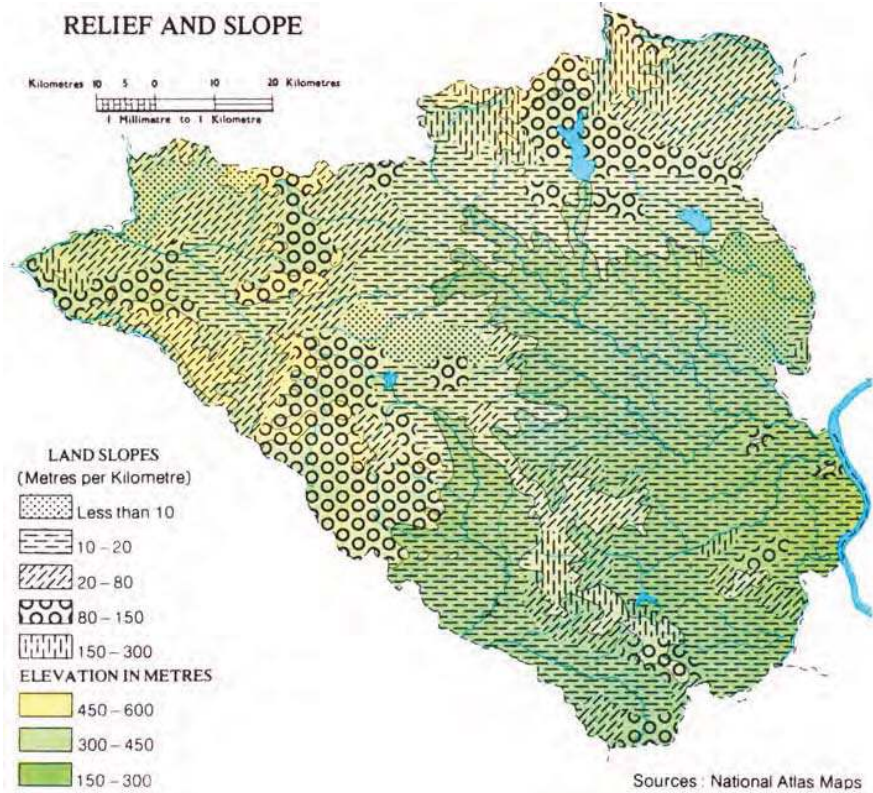 RELIEF AND SLOPE
Kilometres 10 5 0 10 20 Kilometres
1 Millimatre to 1 Kilometre
LAND SLOPES
(Metres per Kilometre)
Less than 10
10 – 20
20 – 80
80 – 150
150 – 300
ELEVATION IN METRES
450 – 600
300 – 450
150 – 300
Sources : National Atlas Maps